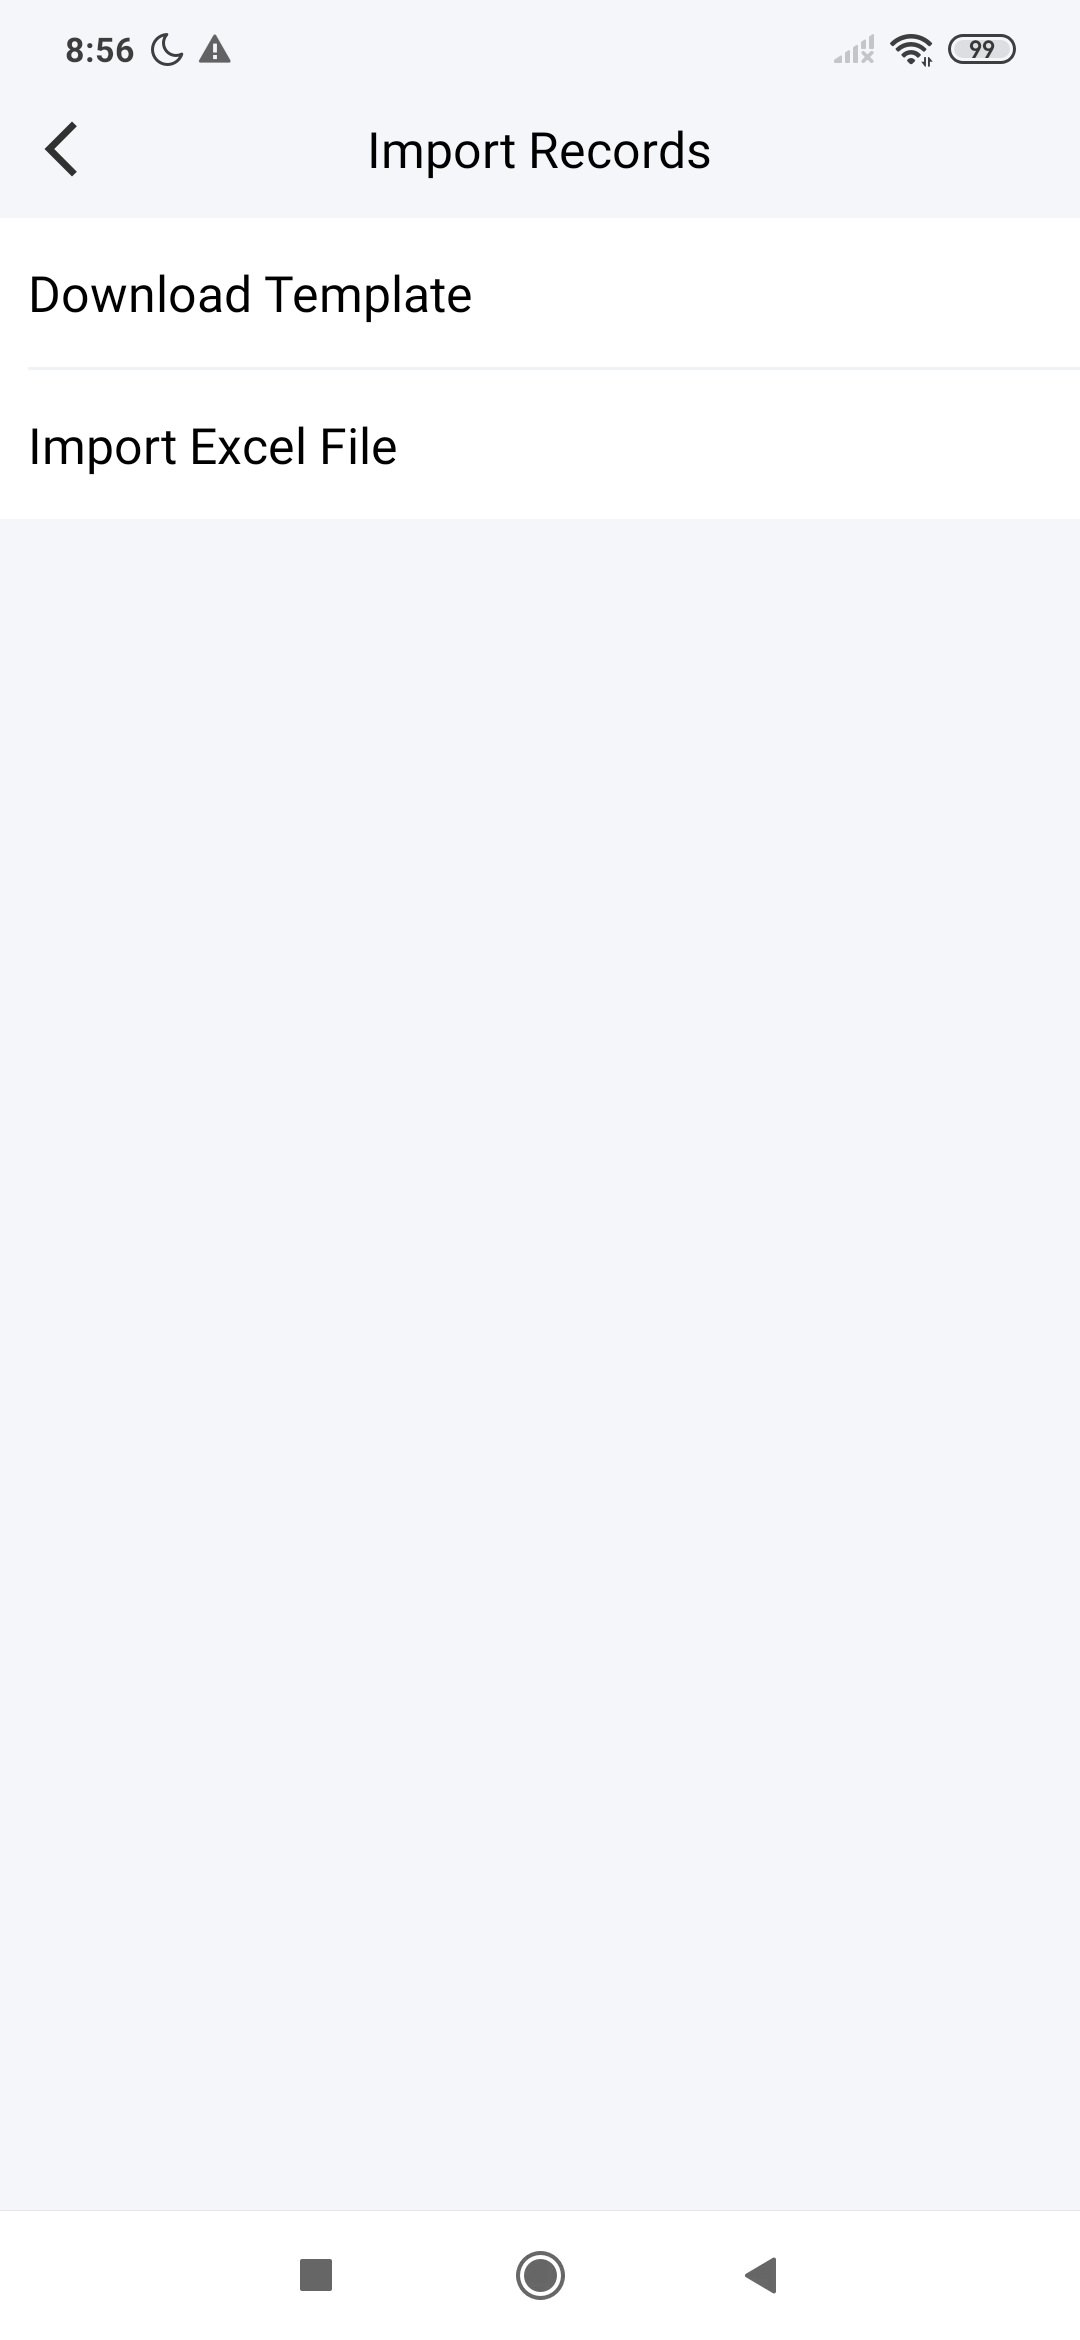 8:56
99
Import Records
Download Template
Import Excel File